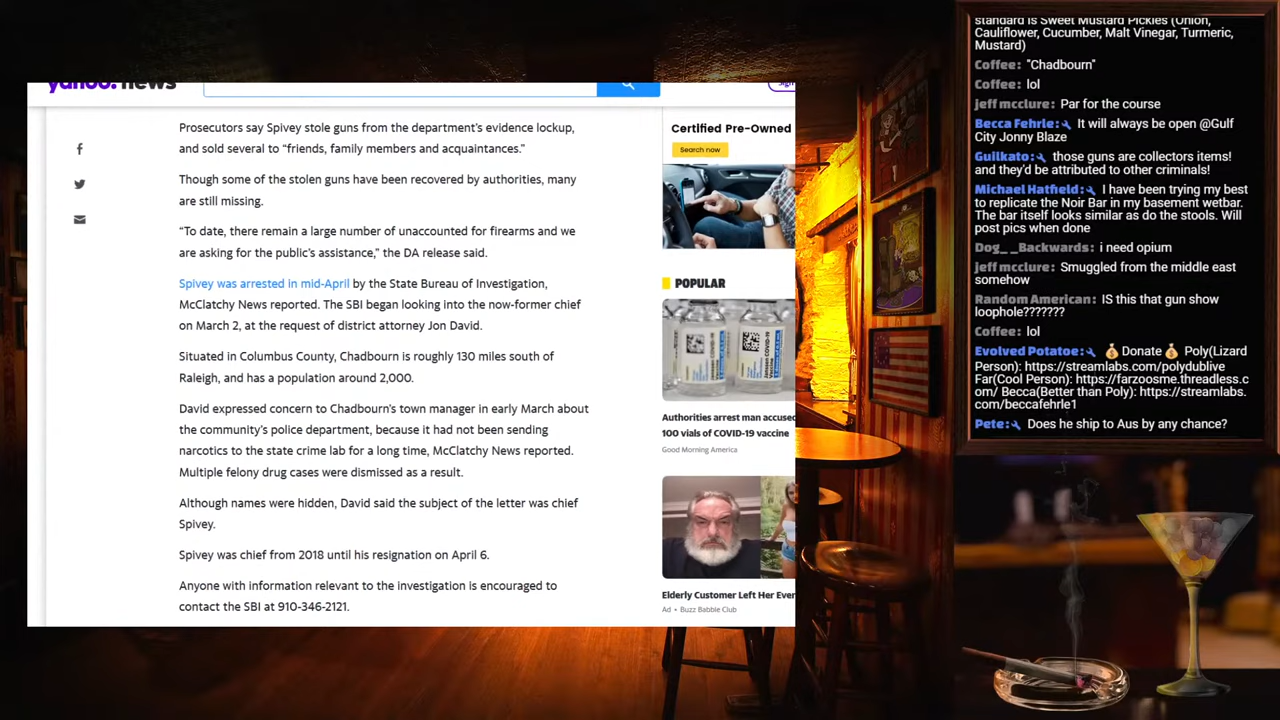 yahoo! news
Sign
Prosecutors say Spivey stole guns from the department's evidence lockup,
and sold several to “friends, family members and acquaintances.”
Though some of the stolen guns have been recovered by authorities, many
are still missing.
“To date, there remain a large number of unaccounted for firearms and we
are asking for the public's assistance,” the DA release said.
Spivey was arrested in mid-April by the State Bureau of Investigation,
McClatchy News reported. The SBI began looking into the now-former chief
on March 2, at the request of district attorney Jon David.
Situated in Columbus County, Chadbourn is roughly 130 miles south of
Raleigh, and has a population around 2,000.
David expressed concern to Chadbourn's town manager in early March about
the community's police department, because it had not been sending
narcotics to the state crime lab for a long time, McClatchy News reported.
Multiple felony drug cases were dismissed as a result.
Although names were hidden, David said the subject of the letter was chief
Spivey.
Spivey was chief from 2018 until his resignation on April 6.
Anyone with information relevant to the investigation is encouraged to
contact the SBI at 910-346-2121.
Certified Pre-Owned
Search now
POPULAR
Authorities arrest man accused
100 vials of COVID-19 vaccine
Good Morning America
Elderly Customer Left Her Ever
Ad • Buzz Babble Club
standard is Sweet Mustard Pickles (Onion,
Cauliflower, Cucumber, Malt Vinegar, Turmeric,
Mustard)
Coffee: "Chadbourn"
Coffee: lol
jeff mcclure: Par for the course
Becca Fehrle: It will always be open @Gulf
City Jonny Blaze
Guilkato: those guns are collectors items!
and they'd be attributed to other criminals!
Michael Hatfield: I have been trying my best
to replicate the Noir Bar in my basement wetbar.
The bar itself looks similar as do the stools. Will
post pics when done
Dog_ _Backwards: i need opium
jeff mcclure: Smuggled from the middle east
somehow
Random American: IS this that gun show
loophole???????
Coffee: lol
Evolved Potatoe: 💰Donate💰 Poly(Lizard
Person): https://streamlabs.com/polydublive
Far(Cool Person): https://farzoosme.threadless.c
om/ Becca(Better than Poly): https://streamlabs.
com/beccafehrle1
Pete: Does he ship to Aus by any chance?